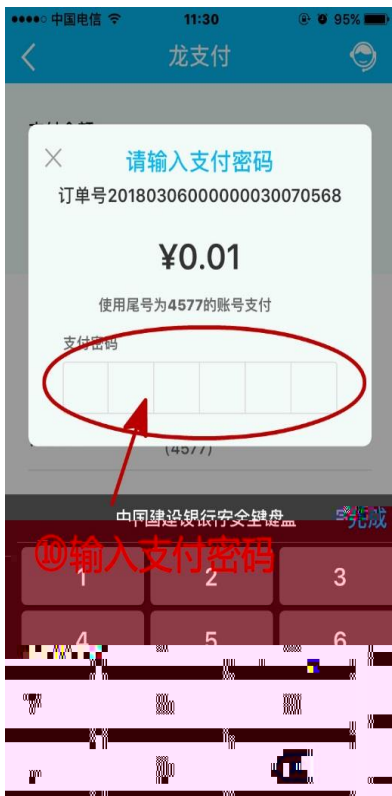 中国电信 11:30 95%
龙支付
请输入支付密码
订单号20180306000000030070568
¥0.01
使用尾号为4577的账号支付
支付密码
(4577)
中国建设银行安全键盘 完成
⑩输入支付密码
1 2 3
4 5 6